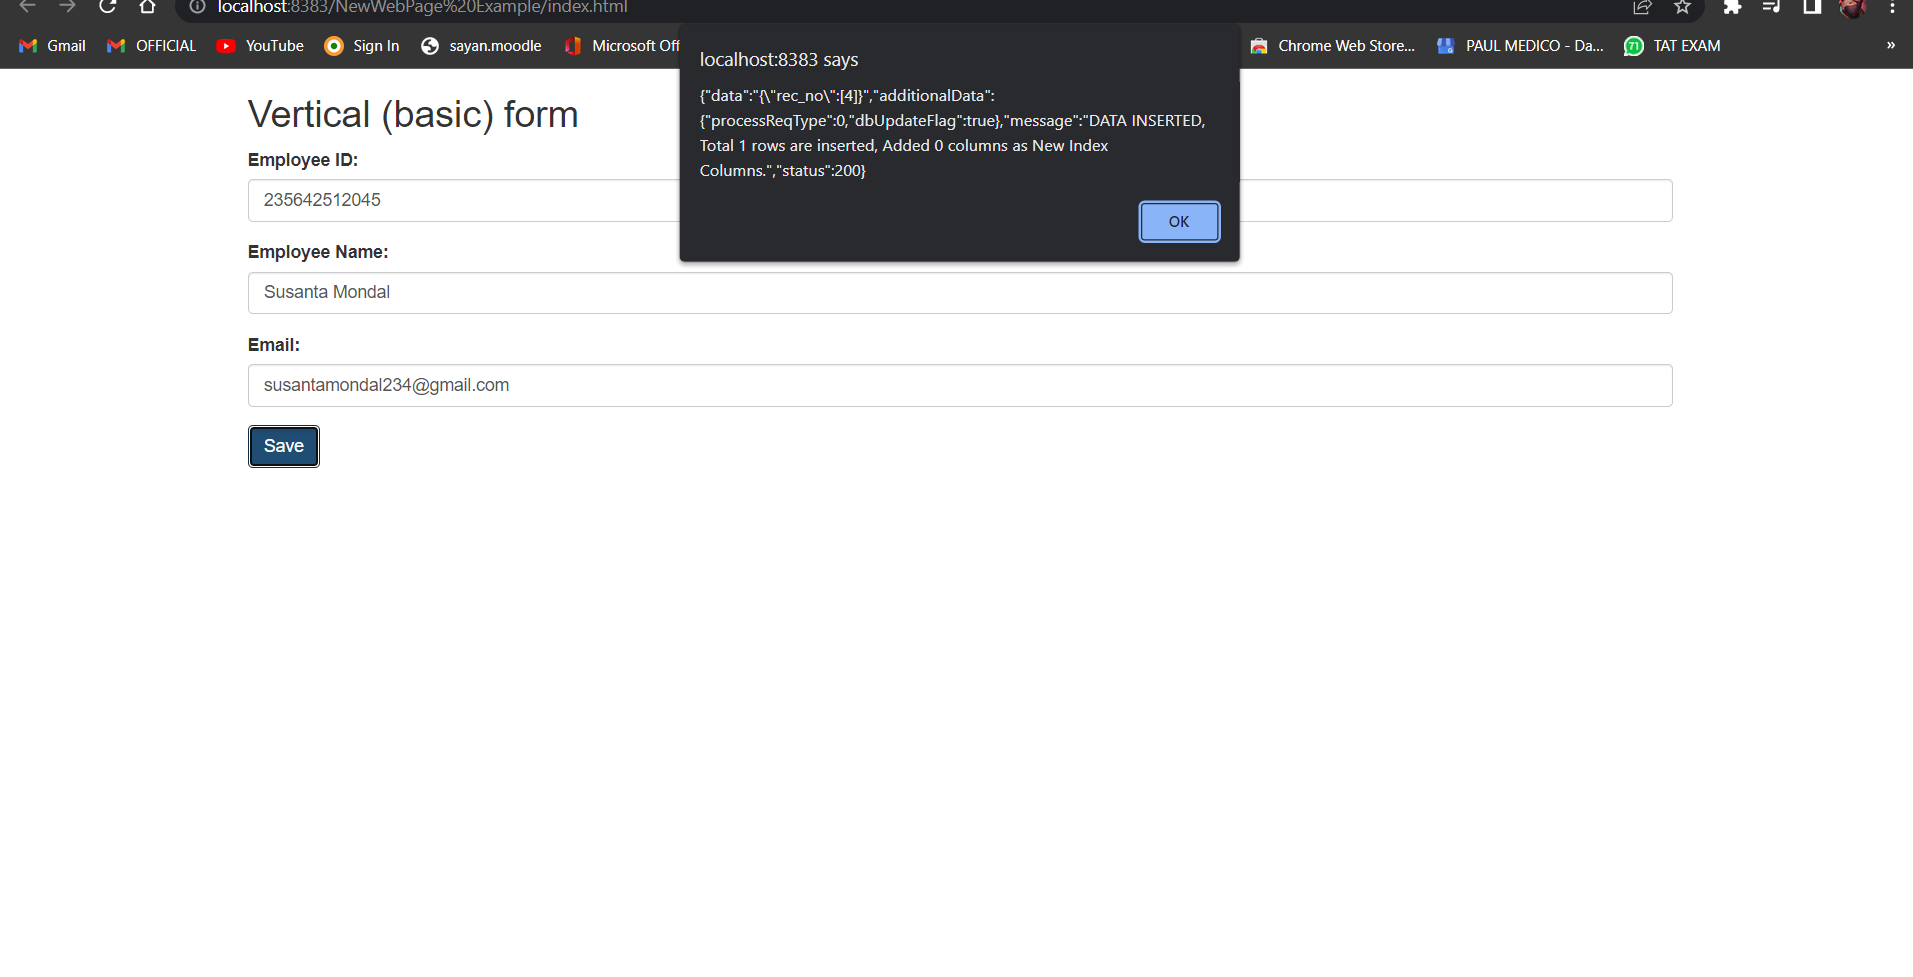 localhost:8383/NewWebPage%20Example/index.html
Gmail OFFICIAL YouTube Sign In sayan.moodle Microsoft Off Chrome Web Store... PAUL MEDICO - Da... 71 TAT EXAM »
localhost:8383 says
{"data":"{\"rec_no\":[4]}","additionalData":
{"processReqType":0,"dbUpdateFlag":true},"message":"DATA INSERTED,
Total 1 rows are inserted, Added 0 columns as New Index
Columns.","status":200}
OK
Vertical (basic) form
Employee ID:
235642512045
Employee Name:
Susanta Mondal
Email:
susantamondal234@gmail.com
Save